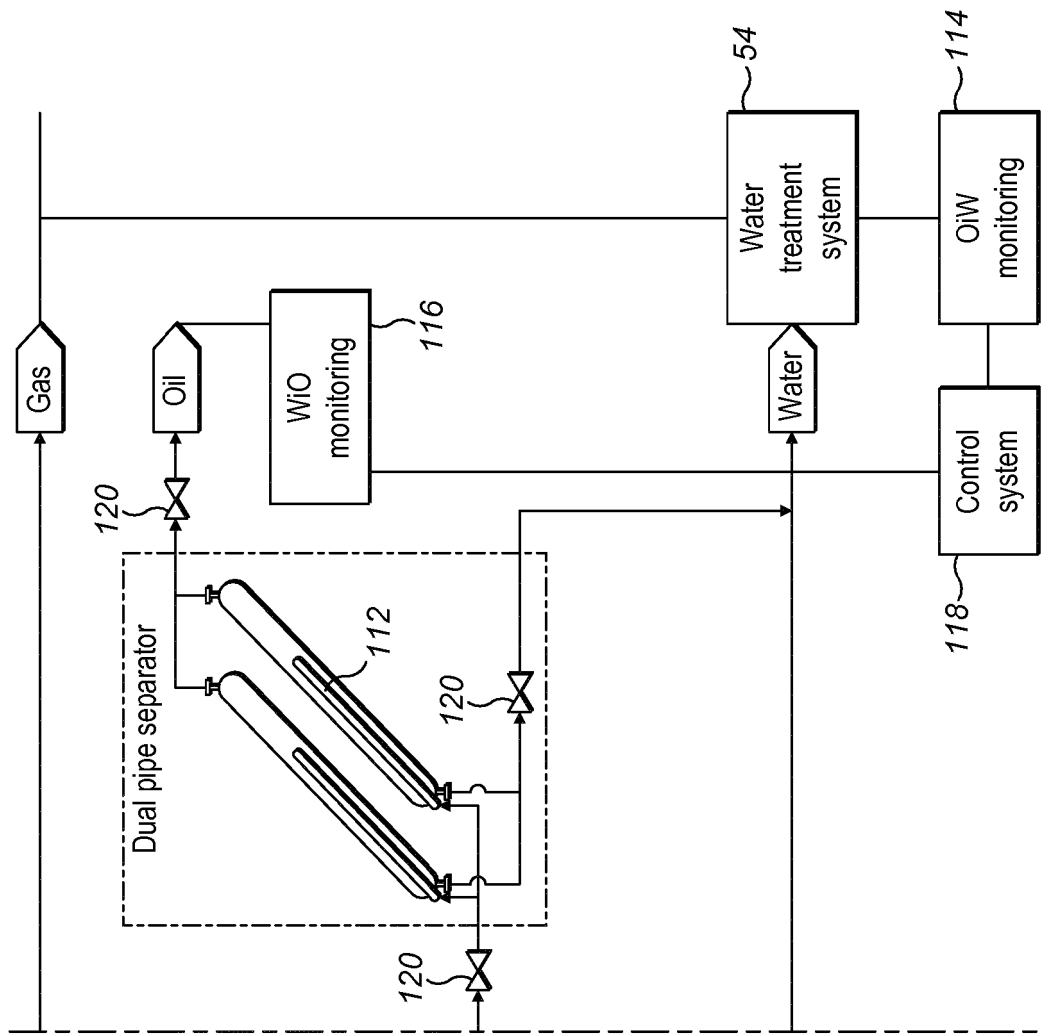 Gas
Oil
120
WiO
monitoring
116
Dual pipe separator
112
120
120
Water
Water
treatment
system
54
OiW
monitoring
114
Control
system
118